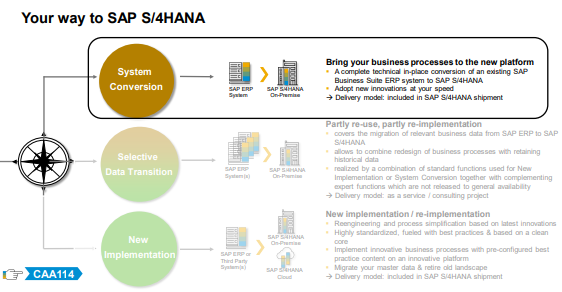 Your way to SAP S/4HANA
System
Conversion
SAP ERP
System
SAP S/4HANA
On-Premise
Bring your business processes to the new platform
• A complete technical in-place conversion of an existing SAP
Business Suite ERP system to SAP S/4HANA
• Adopt new innovations at your speed
→ Delivery model: included in SAP S/4HANA shipment
Selective
Data Transition
SAP ERP
System(s)
SAP S/4HANA
On-Premise
Partly re-use, partly re-implementation
• covers the migration of relevant business data from SAP ERP to SAP
S/4HANA
• allows to combine redesign of business processes with retaining
historical data
• realized by a combination of standard functions used for New
Implementation or System Conversion together with complementing
expert functions which are not released to general availability
→ Delivery model: as a service / consulting project
New
Implementation
SAP ERP or
Third Party
System(s)
SAP S/4HANA
On-Premise
SAP S/4HANA
Cloud
New implementation / re-implementation
• Reengineering and process simplification based on latest innovations
• Highly standardized, fueled with best practices & based on a clean
core
• Implement innovative business processes with pre-configured best
practice content on an innovative platform
• Migrate your master data & retire old landscape
→ Delivery model: included in SAP S/4HANA shipment
CAA114